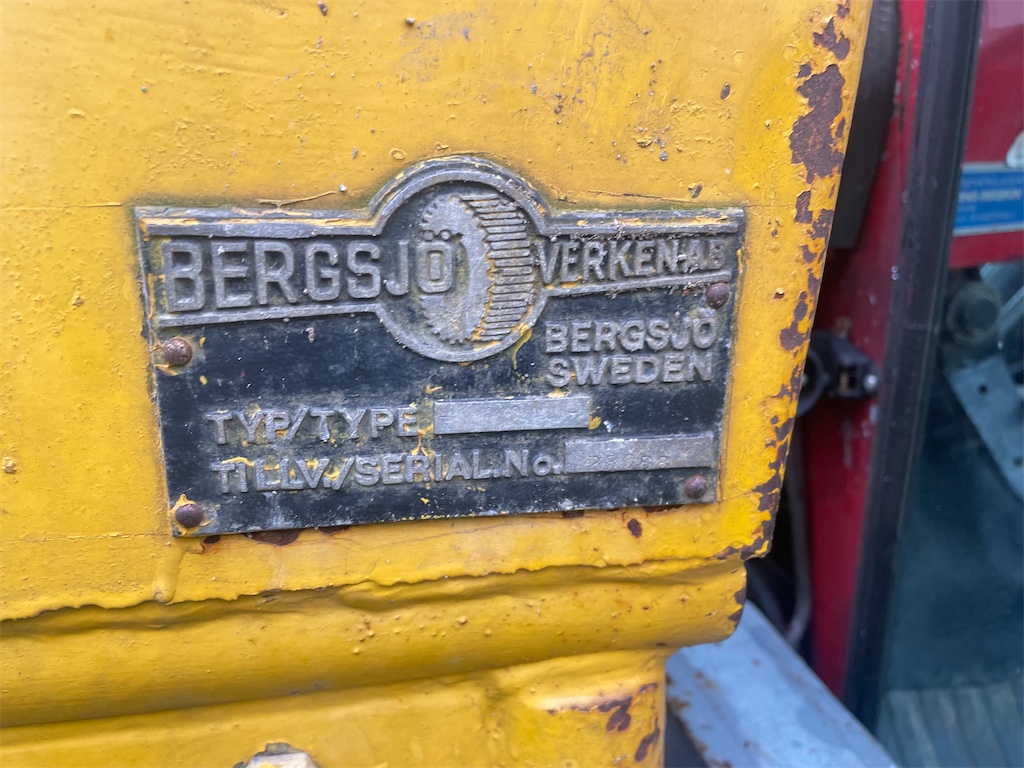 BERGSJÖ VERKEN-AB
BERGSJÖ
SWEDEN
TYP/TYPE
TILLV./SERIAL.No.